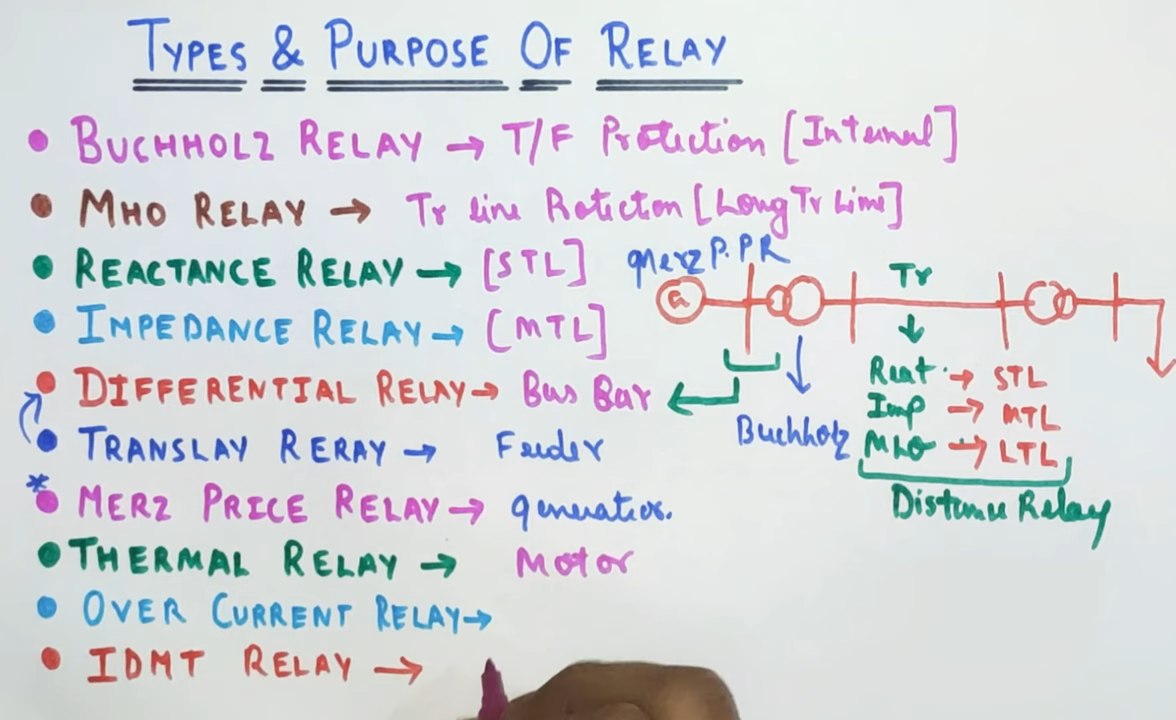 TYPES & PURPOSE OF RELAY
• BUCHHOLZ RELAY → T/F Protection [Internal]
• MHO RELAY → Tr line Protection [Long Tr Line]
• REACTANCE RELAY → [STL]
• IMPEDANCE RELAY → [MTL]
• DIFFERENTIAL RELAY → Bus Bar
• TRANSLAY RERAY → Feeder
* • MERZ PRICE RELAY → generator.
• THERMAL RELAY → Motor
• OVER CURRENT RELAY →
• IDMT RELAY →
Merz P.PR
G
Tr
Buchholz
Reat. → STL
Imp → MTL
Mho → LTL
Distance Relay